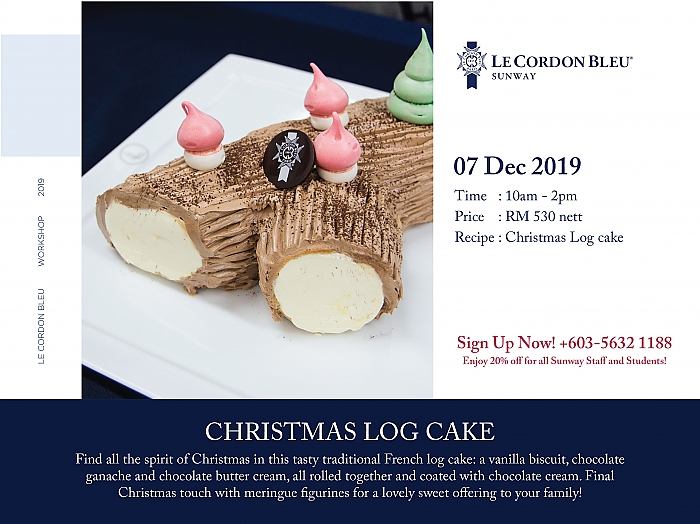 LE CORDON BLEU WORKSHOP 2019
LE CORDON BLEU®
SUNWAY
07 Dec 2019
Time : 10am - 2pm
Price : RM 530 nett
Recipe : Christmas Log cake
Sign Up Now! +603-5632 1188
Enjoy 20% off for all Sunway Staff and Students!
CHRISTMAS LOG CAKE
Find all the spirit of Christmas in this tasty traditional French log cake: a vanilla biscuit, chocolate
ganache and chocolate butter cream, all rolled together and coated with chocolate cream. Final
Christmas touch with meringue figurines for a lovely sweet offering to your family!